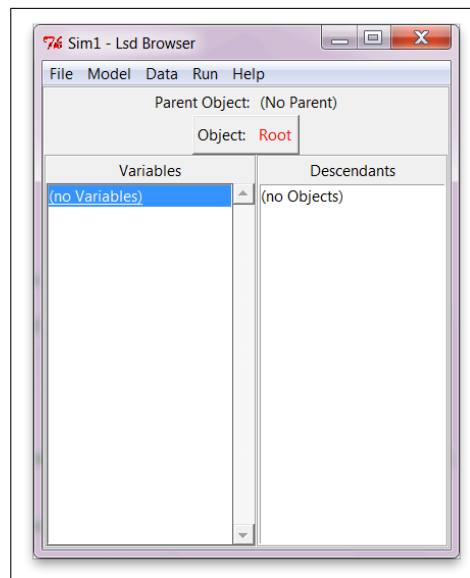 Sim1 - Lsd Browser
File Model Data Run Help
Parent Object: (No Parent)
Object: Root
Variables
Descendants
(no Variables)
(no Objects)